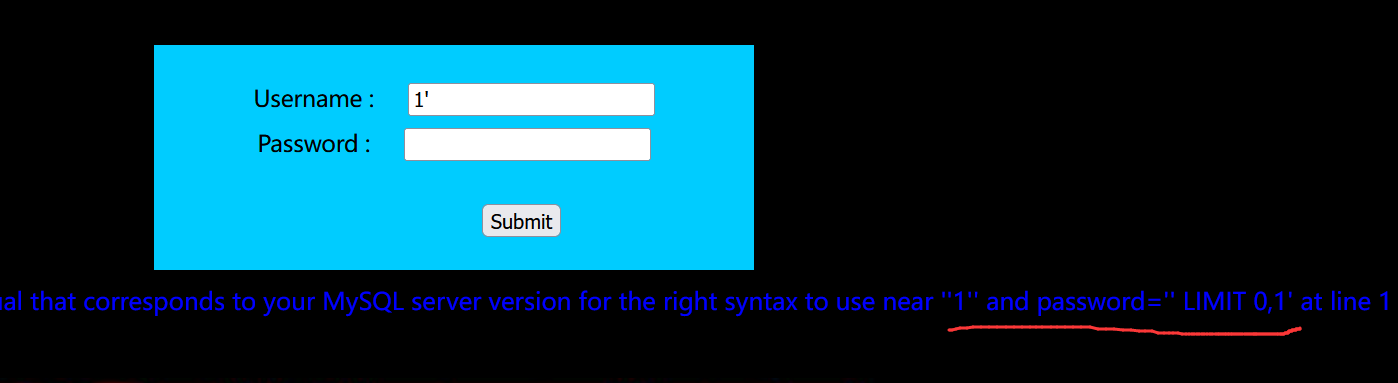 Username : 1'
Password :
Submit
that corresponds to your MySQL server version for the right syntax to use near ''1'' and password='' LIMIT 0,1' at line 1